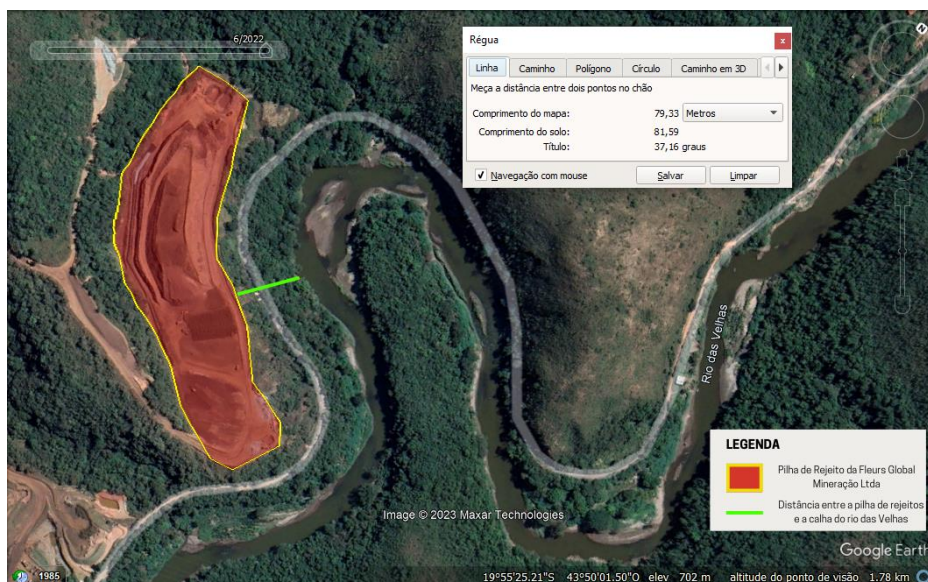 6/2022
Régua
x
Linha Caminho Polígono Círculo Caminho em 3D
Meça a distância entre dois pontos no chão
Comprimento do mapa: 79,33 Metros
Comprimento do solo: 81,59
Título: 37,16 graus
Navegação com mouse Salvar Limpar
N
Rio das Velhas
LEGENDA
Pilha de Rejeito da Fleurs Global
Mineração Ltda
Distância entre a pilha de rejeitos
e a calha do rio das Velhas
Image © 2023 Maxar Technologies
Google Earth
1985
19°55'25.21"S 43°50'01.50"O elev 702 m altitude do ponto de visão 1.78 km